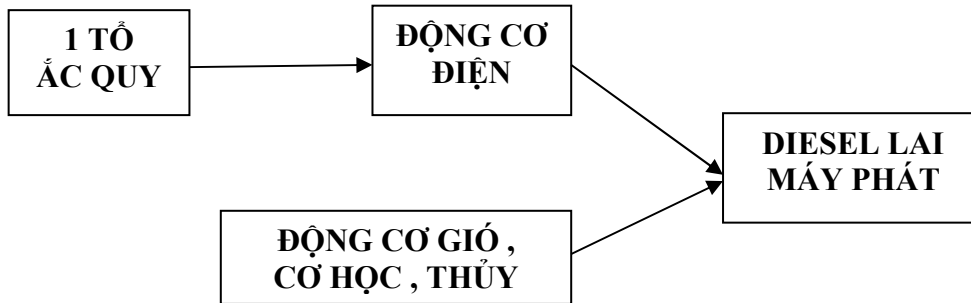 1 TỔ
ẮC QUY
ĐỘNG CƠ
ĐIỆN
DIESEL LAI
MÁY PHÁT
ĐỘNG CƠ GIÓ ,
CƠ HỌC , THỦY